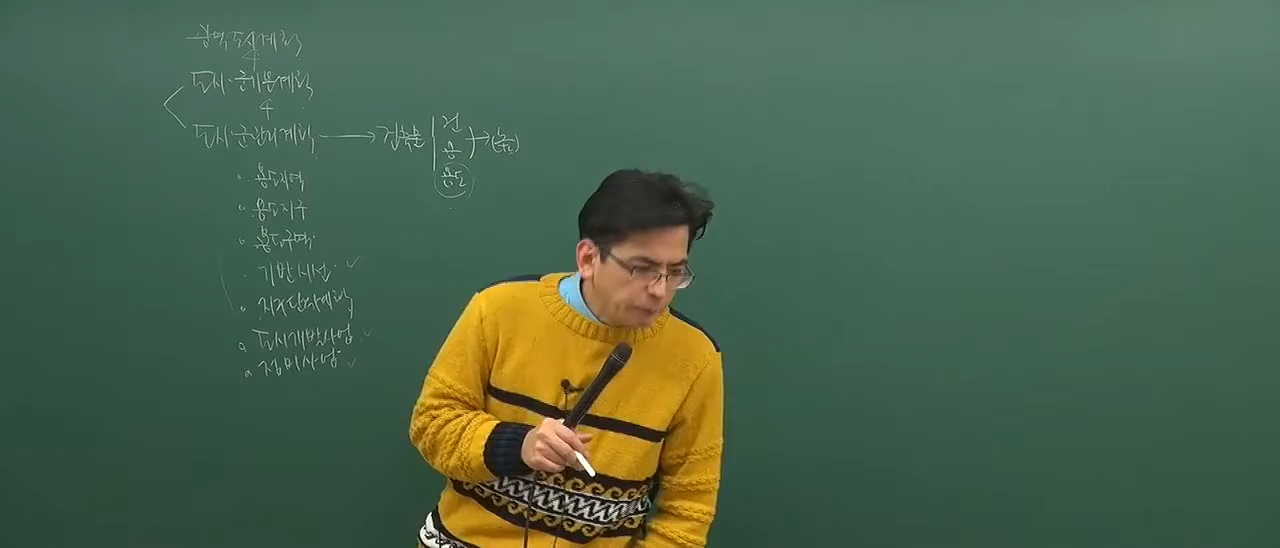 광역도시계획
도시·군기본계획
도시·군관리계획 → 건축물 건 용 용도
· 용도지역
· 용도지구
· 용도구역
· 기반시설
· 지구단위계획
· 도시개발사업
· 정비사업